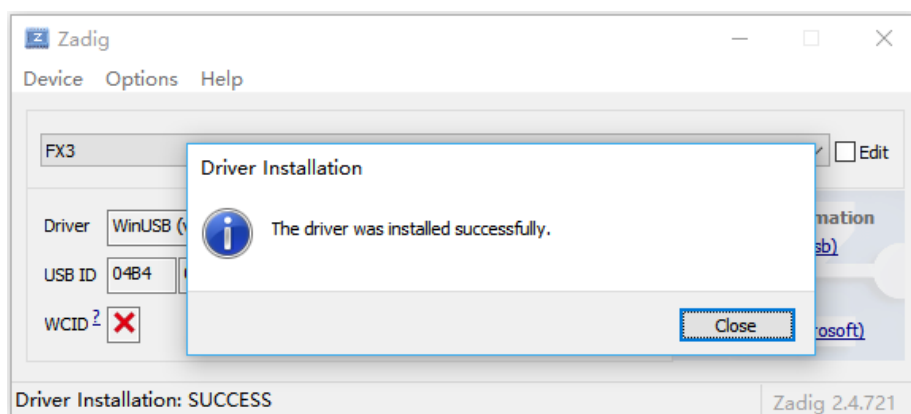 Zadig
Device Options Help
FX3
Edit
Driver Installation
The driver was installed successfully.
Driver WinUSB
USB ID 04B4
WCID ?
Close
Driver Installation: SUCCESS
Zadig 2.4.721